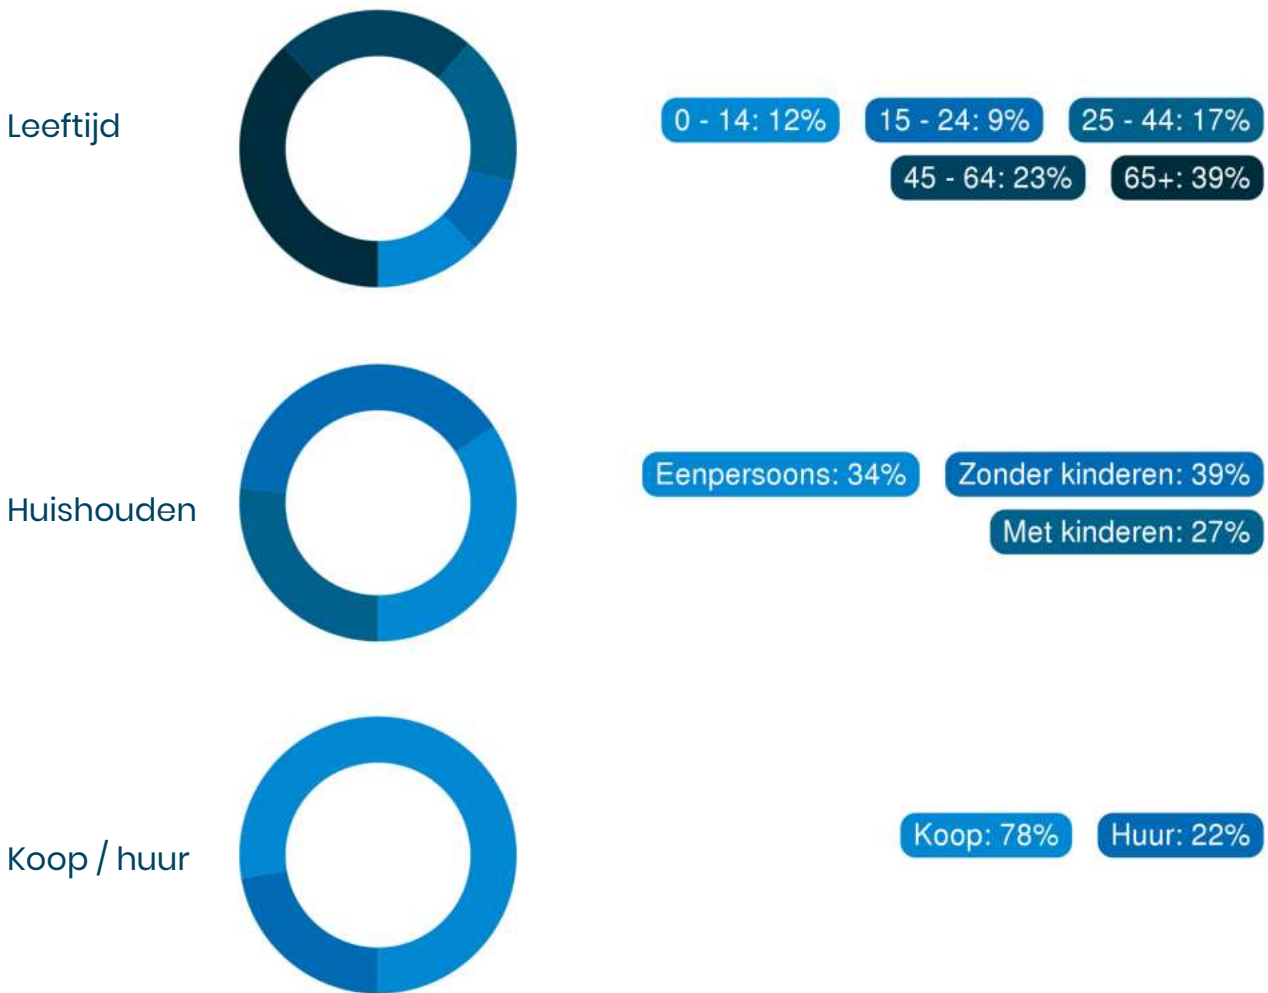 Leeftijd
0 - 14: 12% 15 - 24: 9% 25 - 44: 17%
45 - 64: 23% 65+: 39%
Huishouden
Eenpersoons: 34% Zonder kinderen: 39%
Met kinderen: 27%
Koop / huur
Koop: 78% Huur: 22%